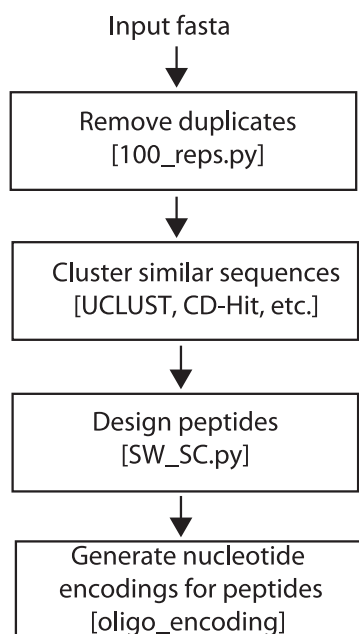 Input fasta
Remove duplicates
[100_reps.py]
Cluster similar sequences
[UCLUST, CD-Hit, etc.]
Design peptides
[SW_SC.py]
Generate nucleotide
encodings for peptides
[oligo_encoding]